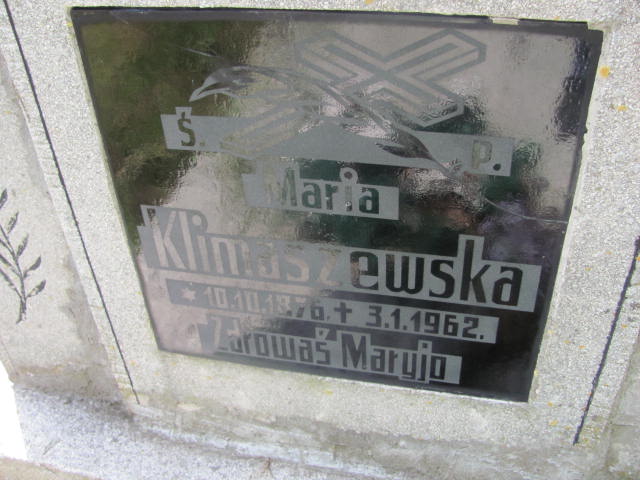 Ś. P.
Maria
Klimaszewska
* 10.10.1876. + 3.1.1962.
Zdrowaś Maryjo